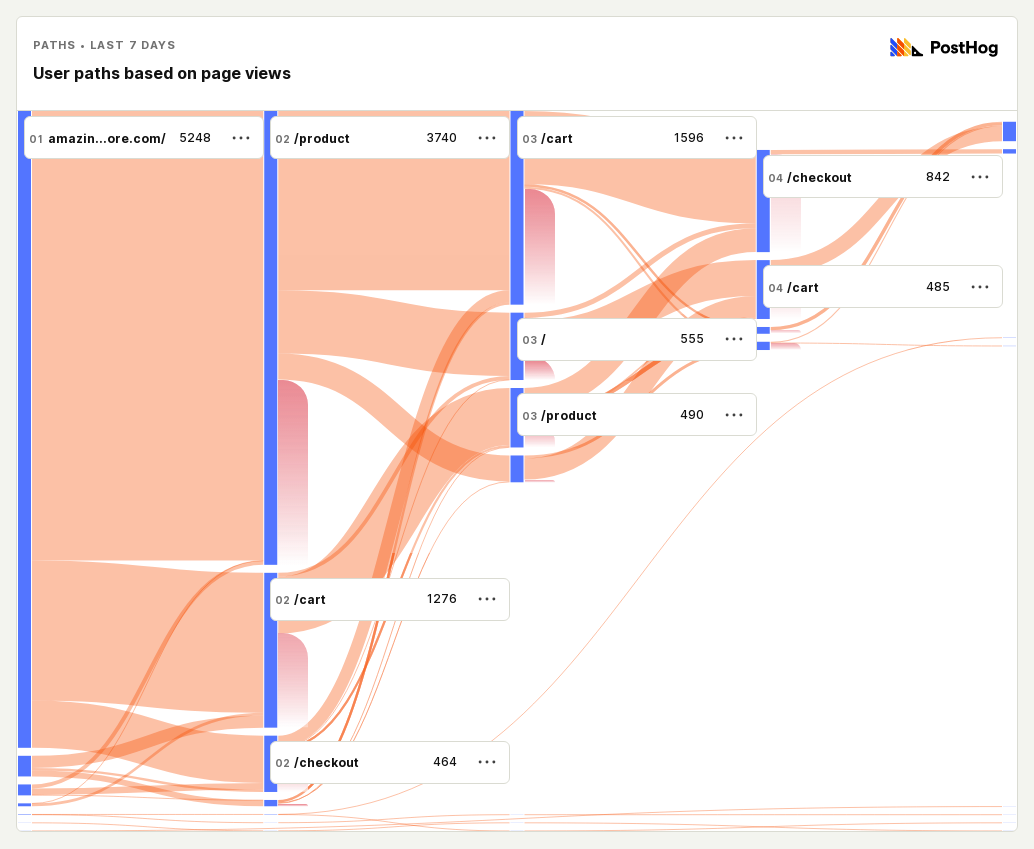 PATHS • LAST 7 DAYS
User paths based on page views
PostHog
01 amazin...ore.com/ 5248
02 /product 3740
03 /cart 1596
04 /checkout 842
04 /cart 485
03 / 555
03 /product 490
02 /cart 1276
02 /checkout 464